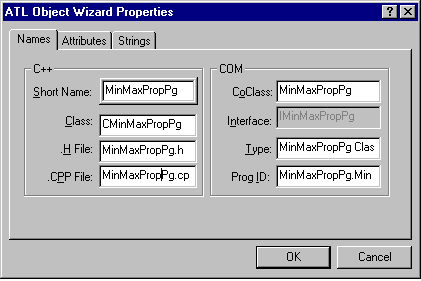 ATL Object Wizard Properties
Names Attributes Strings
C++
Short Name: MinMaxPropPg
Class: CMinMaxPropPg
.H File: MinMaxPropPg.h
.CPP File: MinMaxPropPg.cp
COM
CoClass: MinMaxPropPg
Interface: IMinMaxPropPg
Type: MinMaxPropPg Clas
Prog ID: MinMaxPropPg.Min
OK Cancel